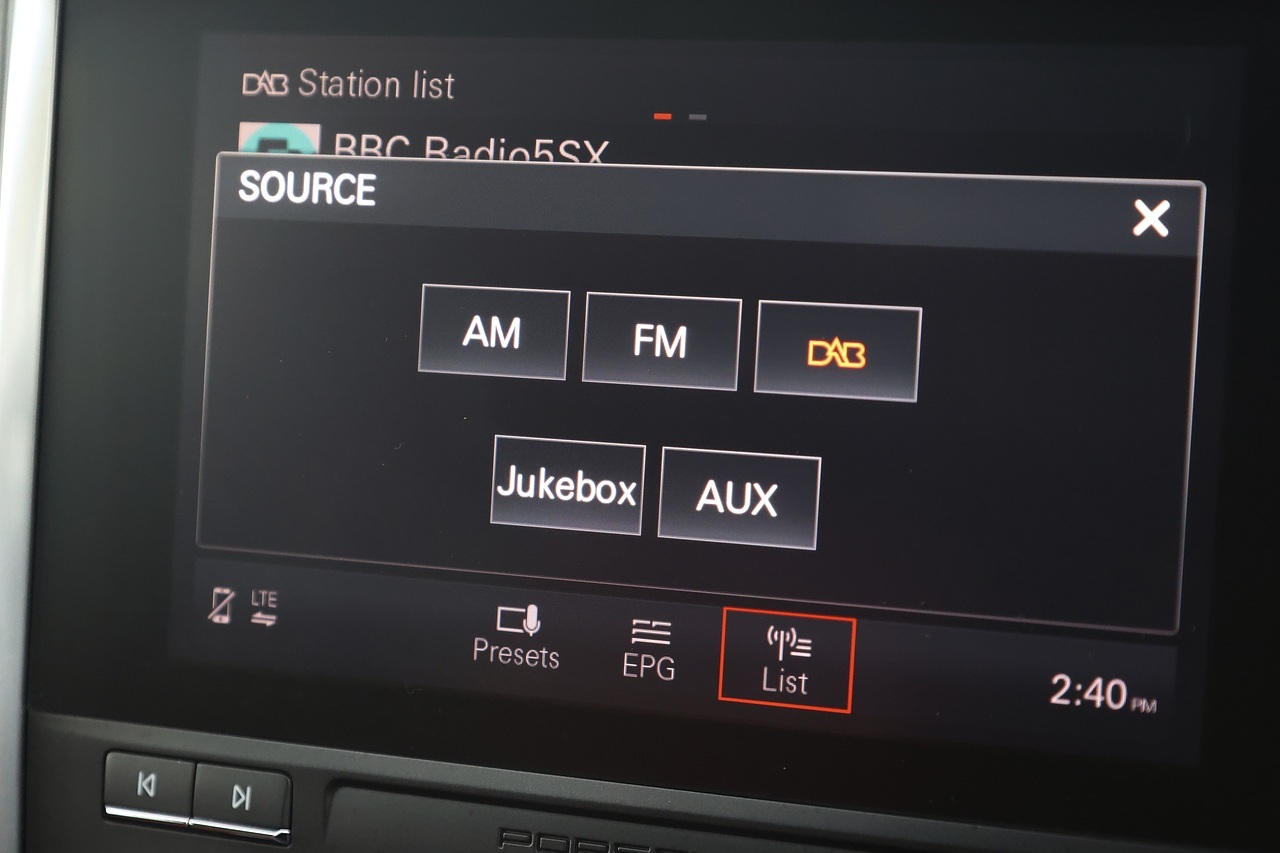 DAB Station list
BBC Radio5SX
SOURCE
AM FM DAB
Jukebox AUX
LTE
Presets EPG List
2:40 PM